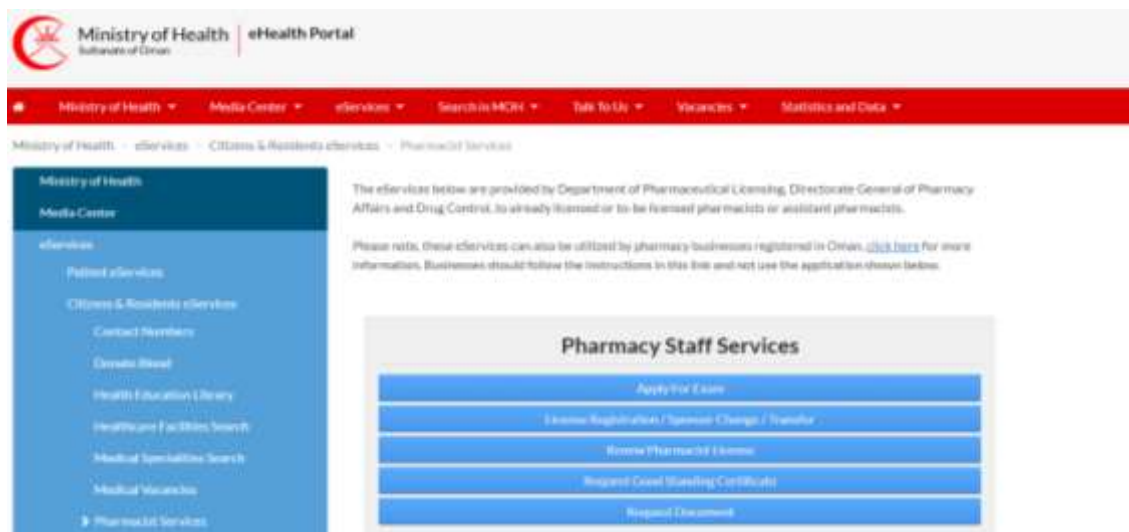 Ministry of Health
Sultanate of Oman
eHealth Portal
Ministry of Health
Media Center
eServices
Search in MOH
Talk To Us
Vacancies
Statistics and Data
Ministry of Health - eServices - Citizens & Residents eServices - Pharmacist Services
Ministry of Health
Media Center
eServices
Patient eServices
Citizens & Residents eServices
Contact Numbers
Donate Blood
Health Education Library
Healthcare Facilities Search
Medical Specialities Search
Medical Vacancies
Pharmacist Services
The eServices below are provided by Department of Pharmaceutical Licensing, Directorate General of Pharmacy
Affairs and Drug Control, to already licensed or to be licensed pharmacists or assistant pharmacists.
Please note, these eServices can also be utilized by pharmacy businesses registered in Oman, click here for more
information. Businesses should follow the instructions in this link and not use the application shown below.
Pharmacy Staff Services
Apply For Exam
License Registration / Sponsor Change / Transfer
Renew Pharmacist License
Request Good Standing Certificate
Request Document